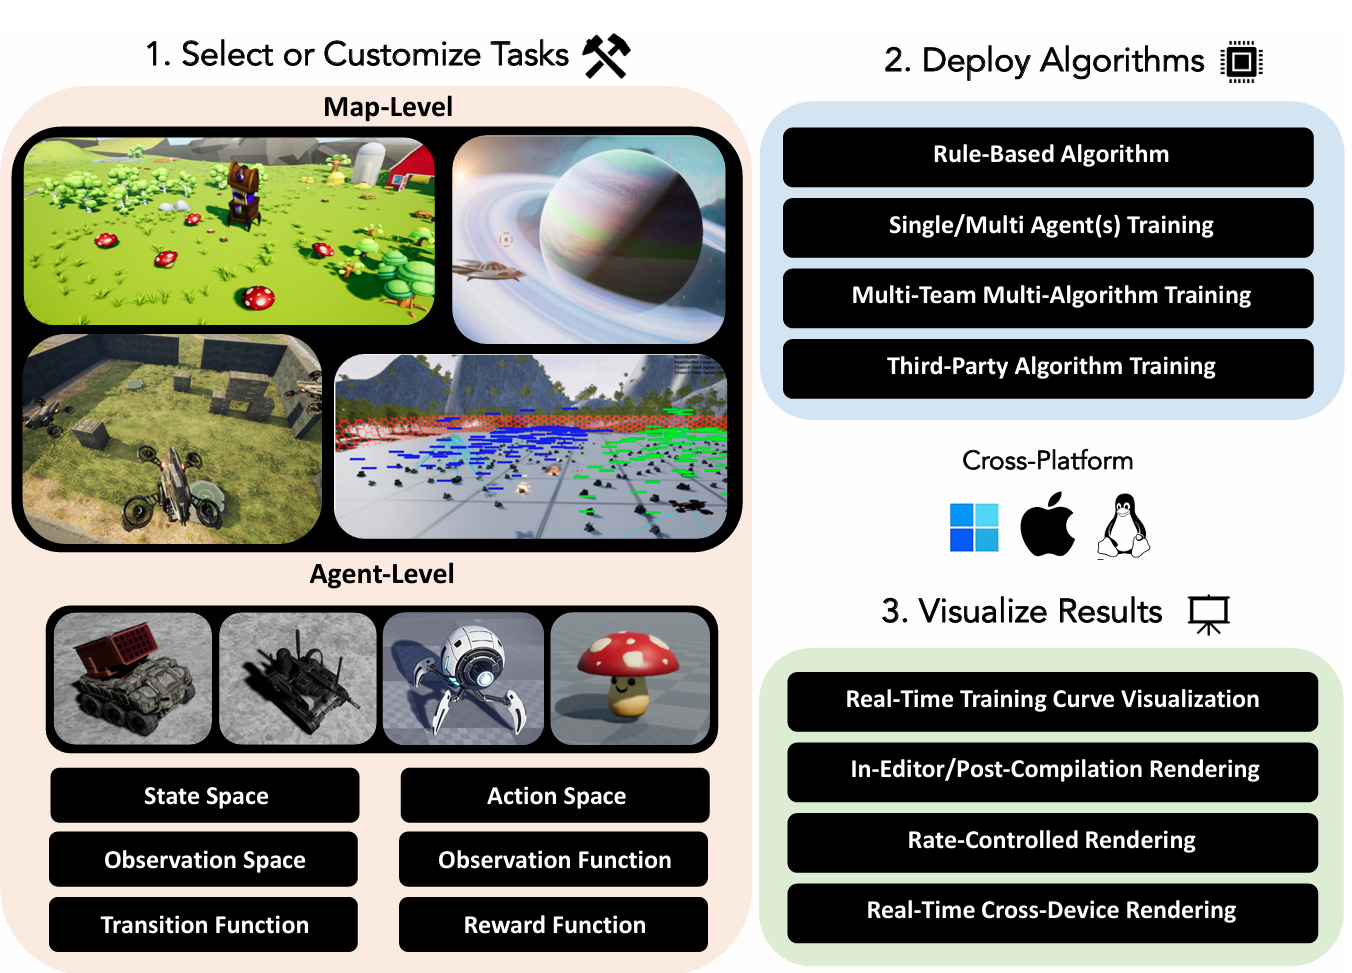 1. Select or Customize Tasks
Map-Level
Agent-Level
State Space
Action Space
Observation Space
Observation Function
Transition Function
Reward Function
2. Deploy Algorithms
Rule-Based Algorithm
Single/Multi Agent(s) Training
Multi-Team Multi-Algorithm Training
Third-Party Algorithm Training
Cross-Platform
3. Visualize Results
Real-Time Training Curve Visualization
In-Editor/Post-Compilation Rendering
Rate-Controlled Rendering
Real-Time Cross-Device Rendering